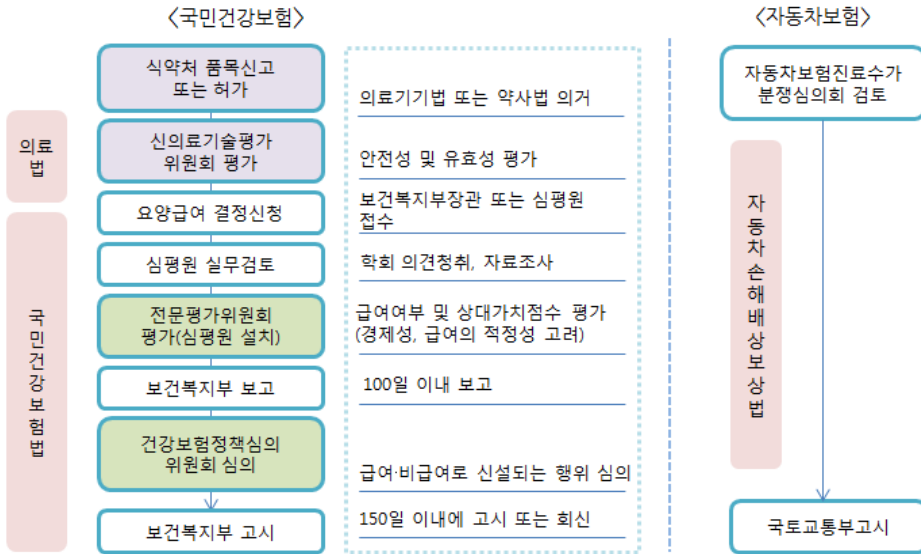 〈국민건강보험〉
〈자동차보험〉
식약처 품목신고
또는 허가
의료기기법 또는 약사법 의거
자동차보험진료수가
분쟁심의회 검토
의료
법
신의료기술평가
위원회 평가
안전성 및 유효성 평가
요양급여 결정신청
보건복지부장관 또는 심평원
접수
심평원 실무검토
학회 의견청취, 자료조사
국
민
건
강
보
험
법
전문평가위원회
평가(심평원 설치)
급여여부 및 상대가치점수 평가
(경제성, 급여의 적정성 고려)
보건복지부 보고
100일 이내 보고
건강보험정책심의
위원회 심의
급여·비급여로 신설되는 행위 심의
보건복지부 고시
150일 이내에 고시 또는 회신
자
동
차
손
해
배
상
보
상
법
국토교통부고시